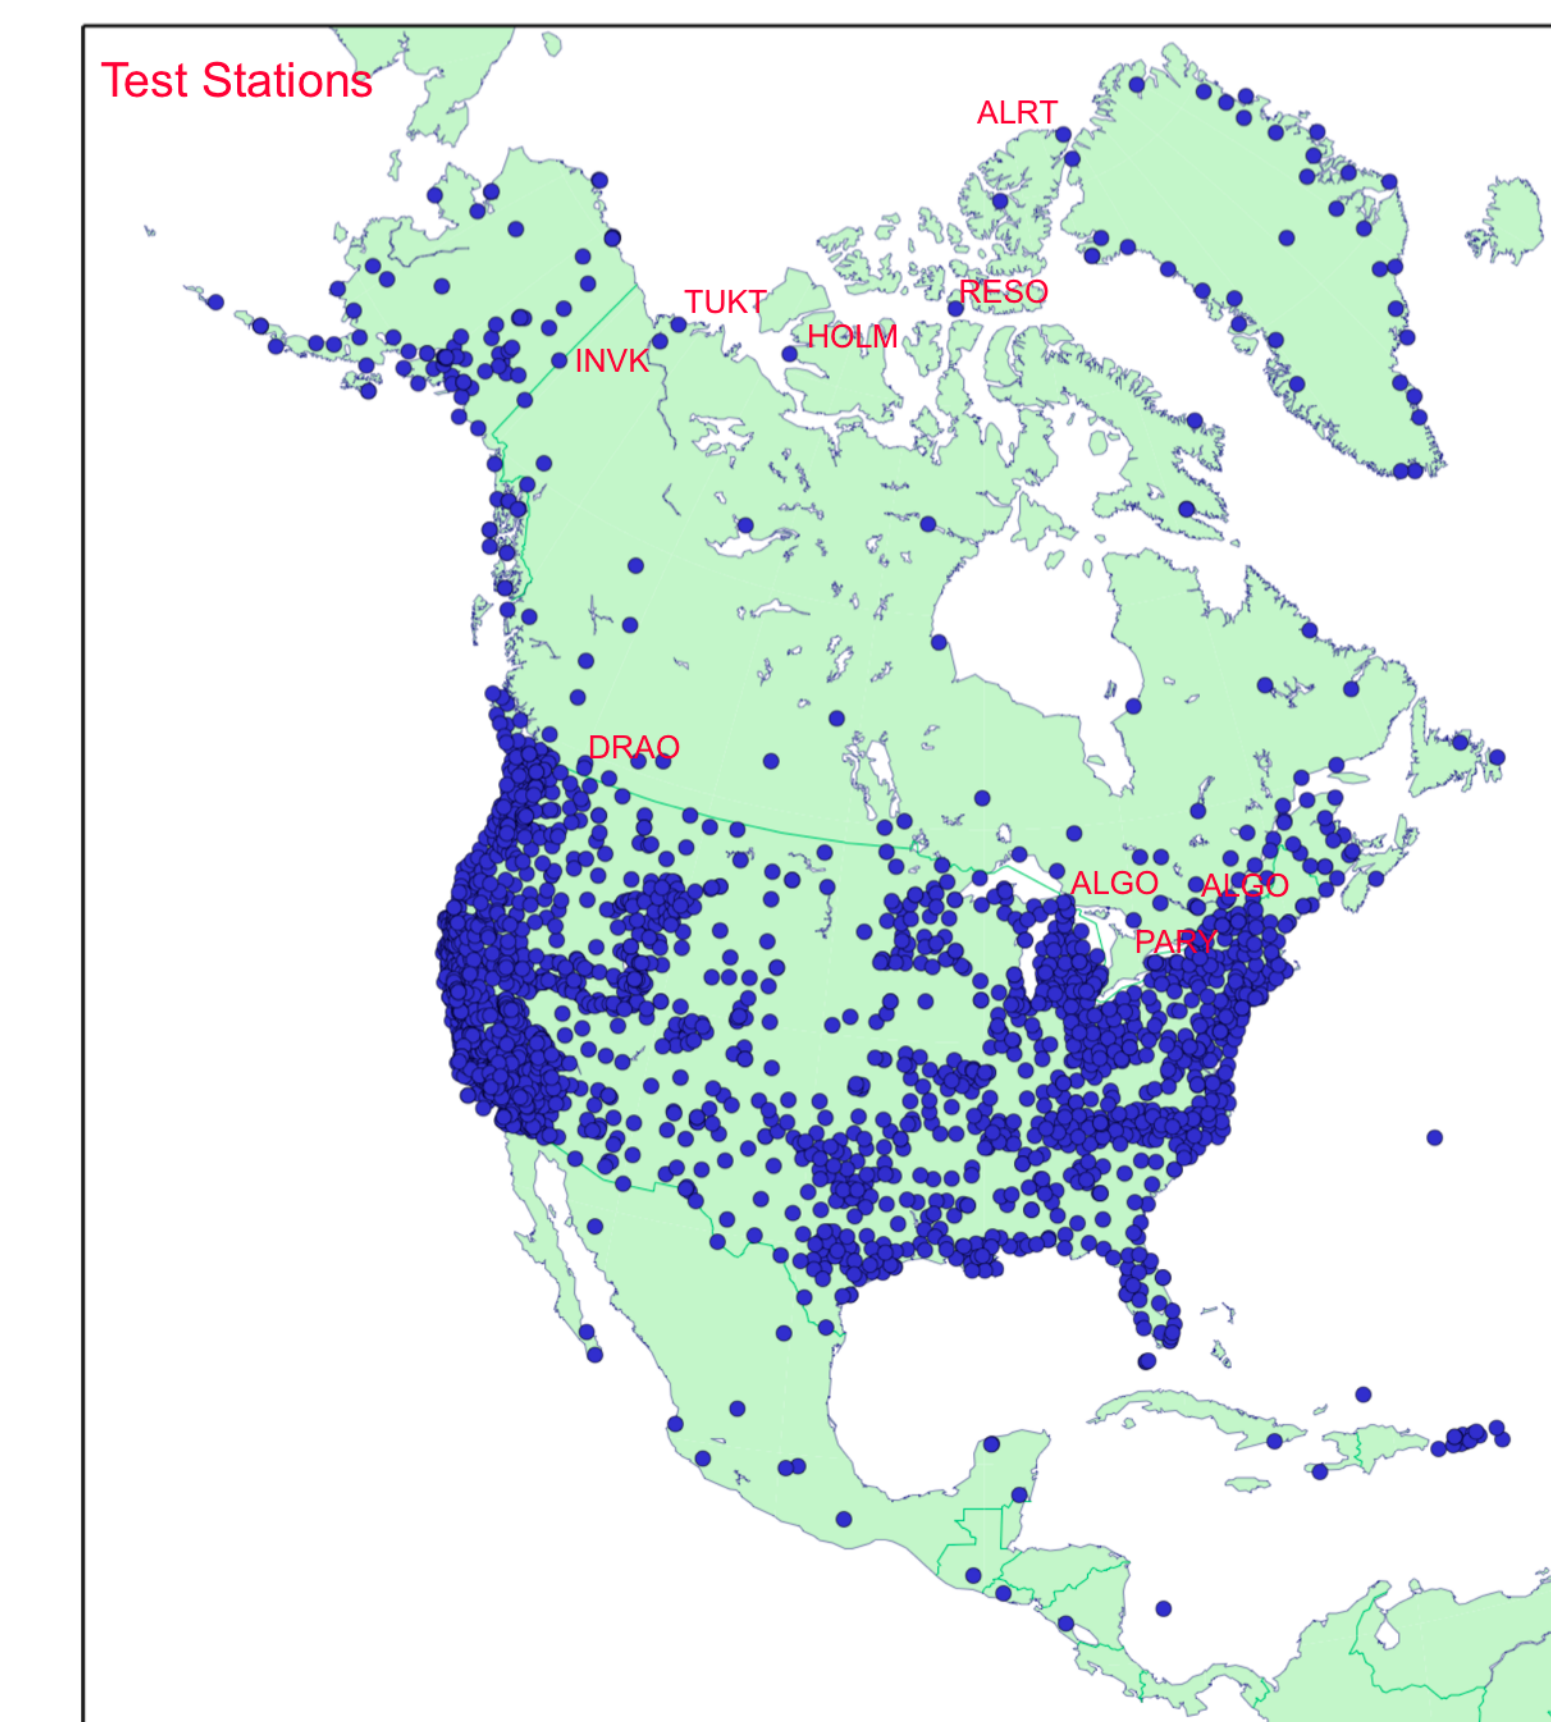 Test Stations
ALRT
RESO
TUKT
HOLM
INVK
DRAO
ALGO
ALGO
PARY